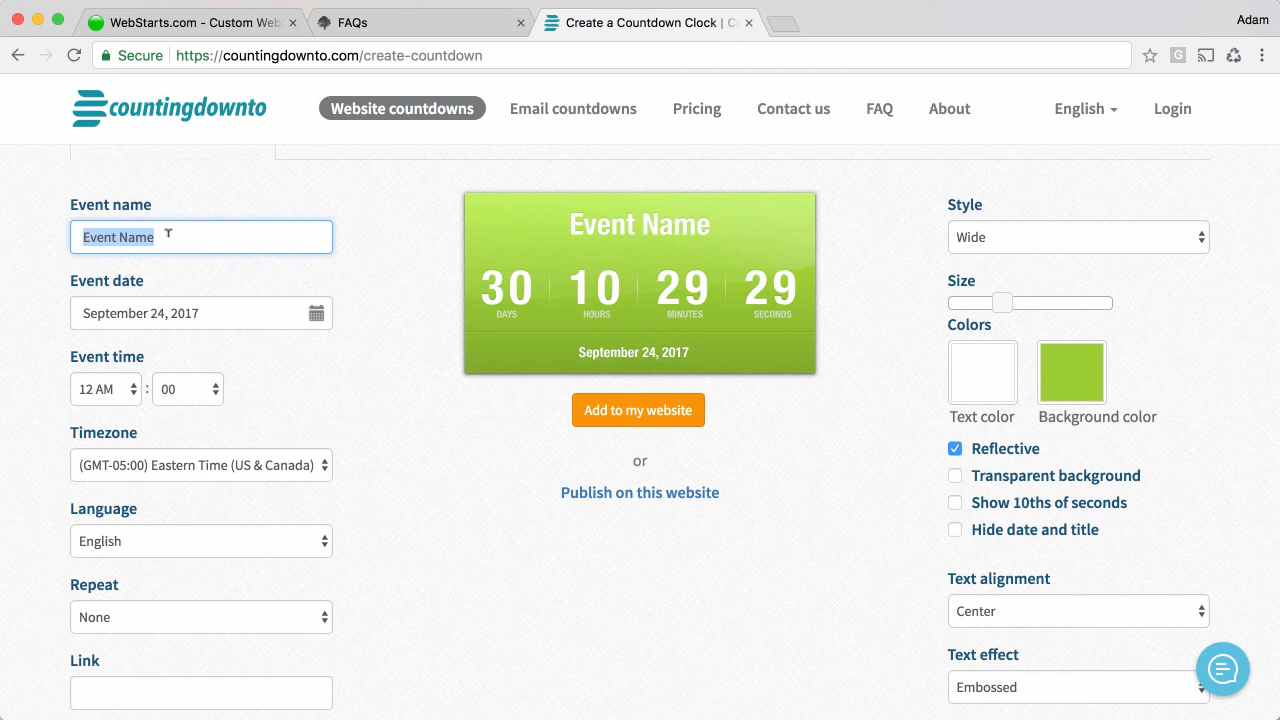 WebStarts.com - Custom Web
FAQs
Create a Countdown Clock | C
Adam
Secure
https://countingdownto.com/create-countdown
countingdownto
Website countdowns
Email countdowns
Pricing
Contact us
FAQ
About
English
Login
Event name
Event Name
Event date
September 24, 2017
Event time
12 AM : 00
Timezone
(GMT-05:00) Eastern Time (US & Canada)
Language
English
Repeat
None
Link
Event Name
30 10 29 29
DAYS HOURS MINUTES SECONDS
September 24, 2017
Add to my website
or
Publish on this website
Style
Wide
Size
Colors
Text color
Background color
Reflective
Transparent background
Show 10ths of seconds
Hide date and title
Text alignment
Center
Text effect
Embossed